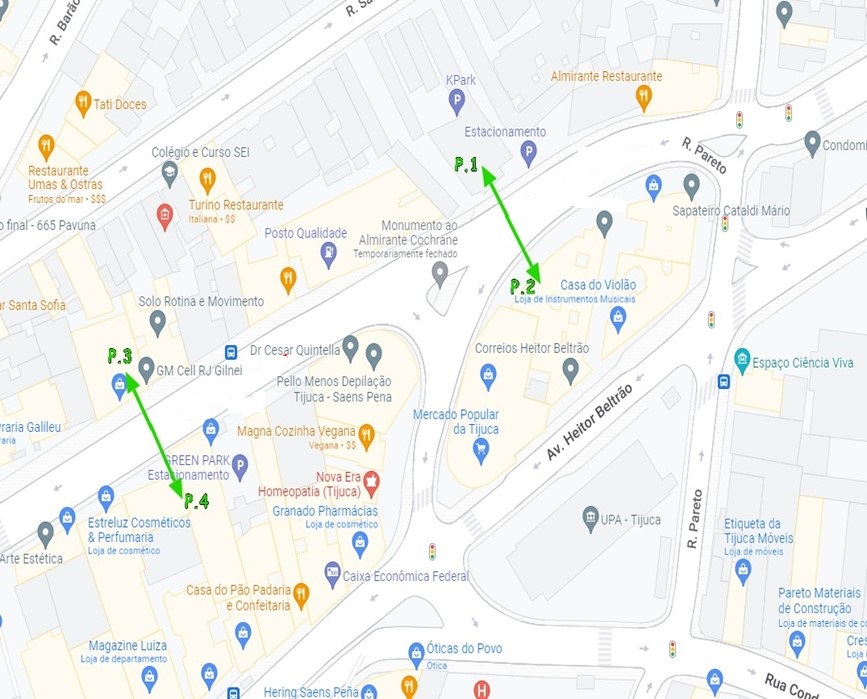 R. Barão
R. Sa
KPark
Almirante Restaurante
Tati Doces
Estacionamento
P.1
R. Pareto
Restaurante
Umas & Ostras
Frutos do mar • $$$
Colégio e Curso SEI
Condomi
Turino Restaurante
Italiana • $$
Sapateiro Cataldi Mário
o final - 665 Pavuna
Posto Qualidade
Monumento ao
Almirante Cochrane
Temporariamente fechado
P.2
Casa do Violão
Loja de Instrumentos Musicais
ar Santa Sofia
Solo Rotina e Movimento
P.3
Dr Cesar Quintella
Correios Heitor Beltrão
GM Cell RJ Gilnei
Espaço Ciência Viva
Pello Menos Depilação
Tijuca - Saens Pena
Av. Heitor Beltrão
vraria Galileu
raria
Magna Cozinha Vegana
Vegana • $$
Mercado Popular
da Tijuca
GREEN PARK
Estacionamento
Nova Era
Homeopatia (Tijuca)
P.4
Granado Pharmácias
Loja de cosmético
Estreluz Cosméticos
& Perfumaria
Loja de cosmético
R. Pareto
UPA - Tijuca
Etiqueta da
Tijuca Móveis
Loja de móveis
Arte Estética
Caixa Econômica Federal
Casa do Pão Padaria
e Confeitaria
Pareto Materiais
de Construção
Loja de materiais de co
Magazine Luiza
Loja de departamento
Óticas do Povo
Ótica
Cres
Loja
Hering Saens Peña
Rua Cond